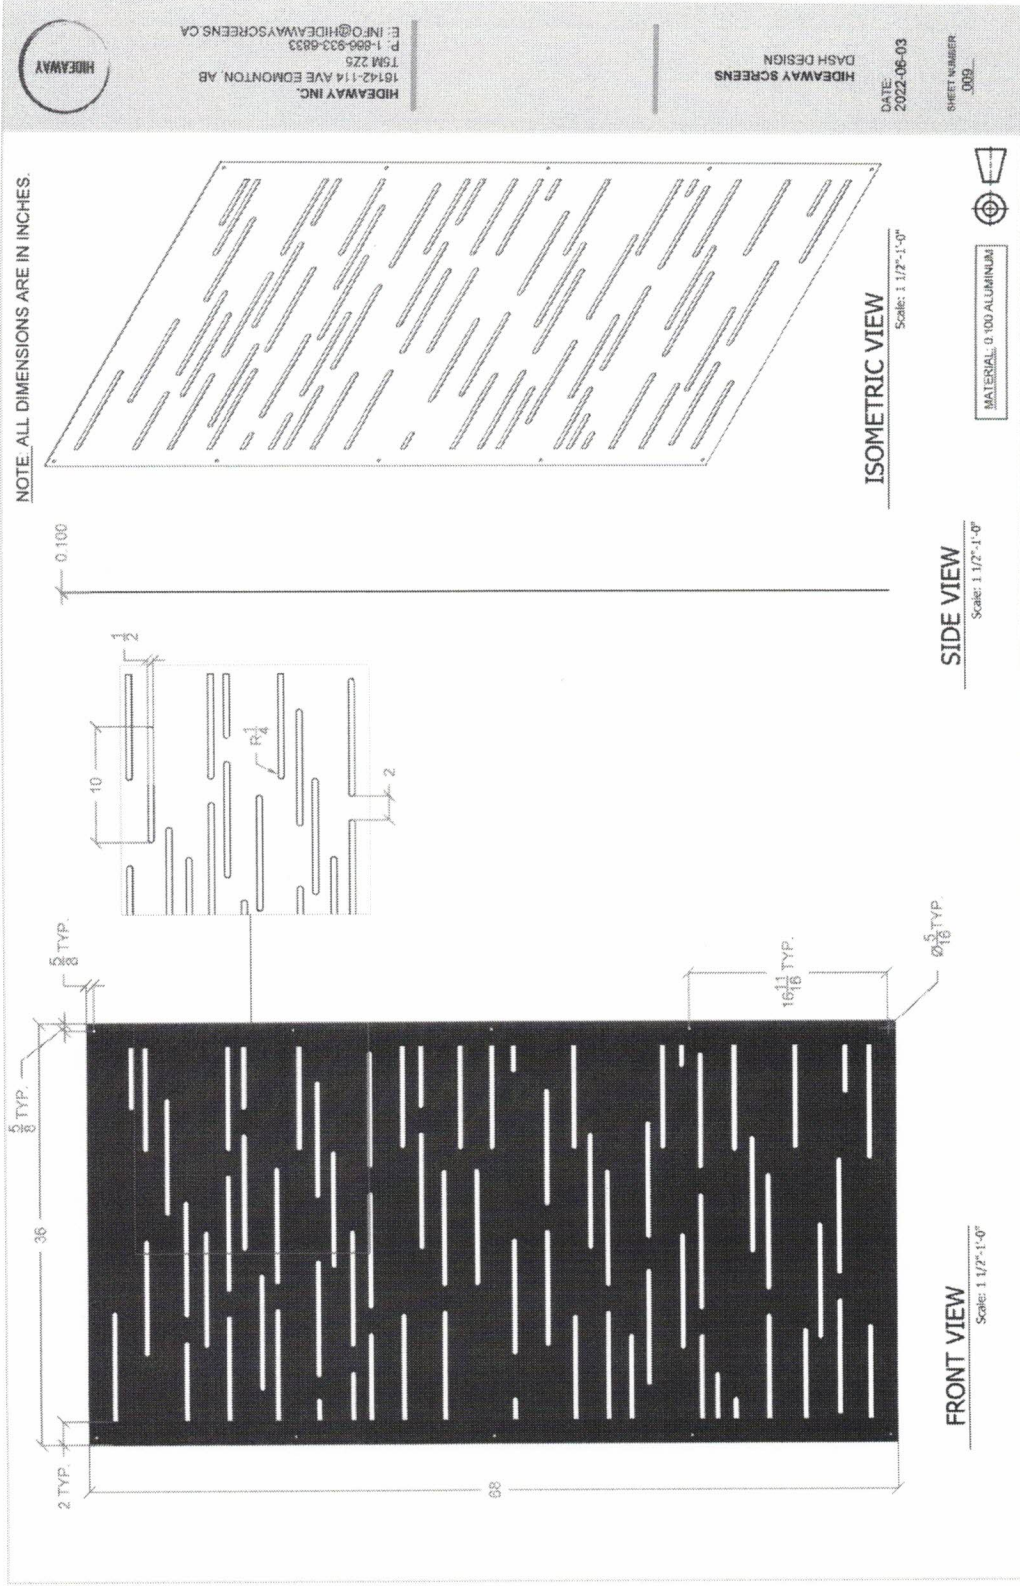 NOTE: ALL DIMENSIONS ARE IN INCHES.
HIDEAWAY
HIDEAWAY INC.
16142-114 AVE EDMONTON, AB
T5M 2Z5
P: 1-886-933-6833
E: INFO@HIDEAWAYSCREENS.CA
HIDEAWAY SCREENS
DASH DESIGN
DATE:
2022-06-03
SHEET NUMBER
009
2 TYP.
36
5/8 TYP.
5/8 TYP.
68
16 11/16 TYP.
Ø5/16 TYP.
FRONT VIEW
Scale: 1 1/2"-1'-0"
10
1/2
R1/4
2
0.100
SIDE VIEW
Scale: 1 1/2"-1'-0"
ISOMETRIC VIEW
Scale: 1 1/2"-1'-0"
MATERIAL: 0.100 ALUMINUM